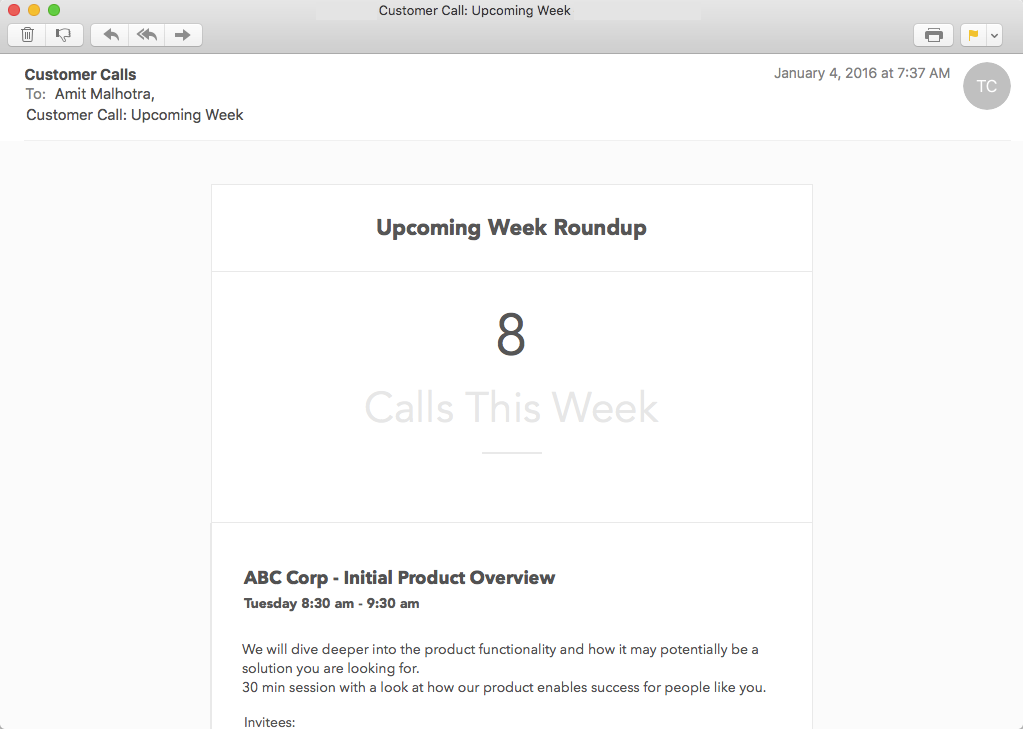 Customer Call: Upcoming Week
Customer Calls
January 4, 2016 at 7:37 AM
TC
To: Amit Malhotra,
Customer Call: Upcoming Week
Upcoming Week Roundup
8
Calls This Week
ABC Corp - Initial Product Overview
Tuesday 8:30 am - 9:30 am
We will dive deeper into the product functionality and how it may potentially be a
solution you are looking for.
30 min session with a look at how our product enables success for people like you.
Invitees: